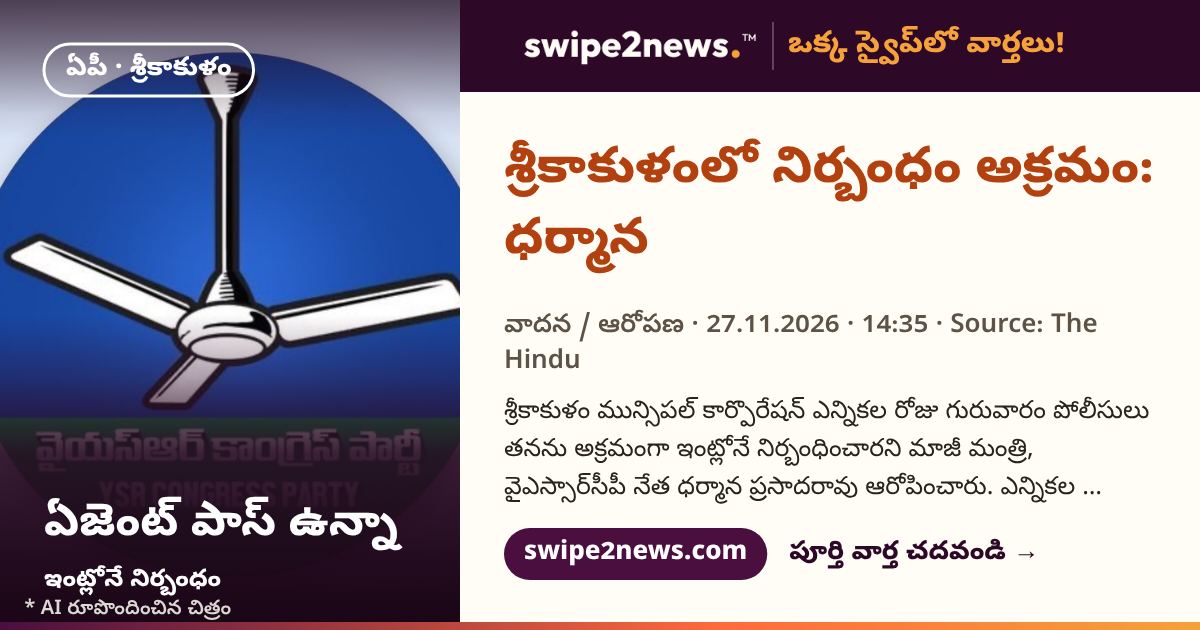 ఏపీ · శ్రీకాకుళం
వైయస్ఆర్ కాంగ్రెస్ పార్టీ
YSR CONGRESS PARTY
ఏజెంట్ పాస్ ఉన్నా
ఇంట్లోనే నిర్బంధం
* AI రూపొందించిన చిత్రం
swipe2news.™
ఒక్క స్వైప్‌లో వార్తలు!
శ్రీకాకుళంలో నిర్బంధం అక్రమం:
ధర్మాన
వాదన / ఆరోపణ · 27.11.2026 · 14:35 · Source: The
Hindu
శ్రీకాకుళం మున్సిపల్ కార్పొరేషన్ ఎన్నికల రోజు గురువారం పోలీసులు
తనను అక్రమంగా ఇంట్లోనే నిర్బంధించారని మాజీ మంత్రి,
వైఎస్సార్‌సీపీ నేత ధర్మాన ప్రసాదరావు ఆరోపించారు. ఎన్నికల ...
swipe2news.com
పూర్తి వార్త చదవండి →